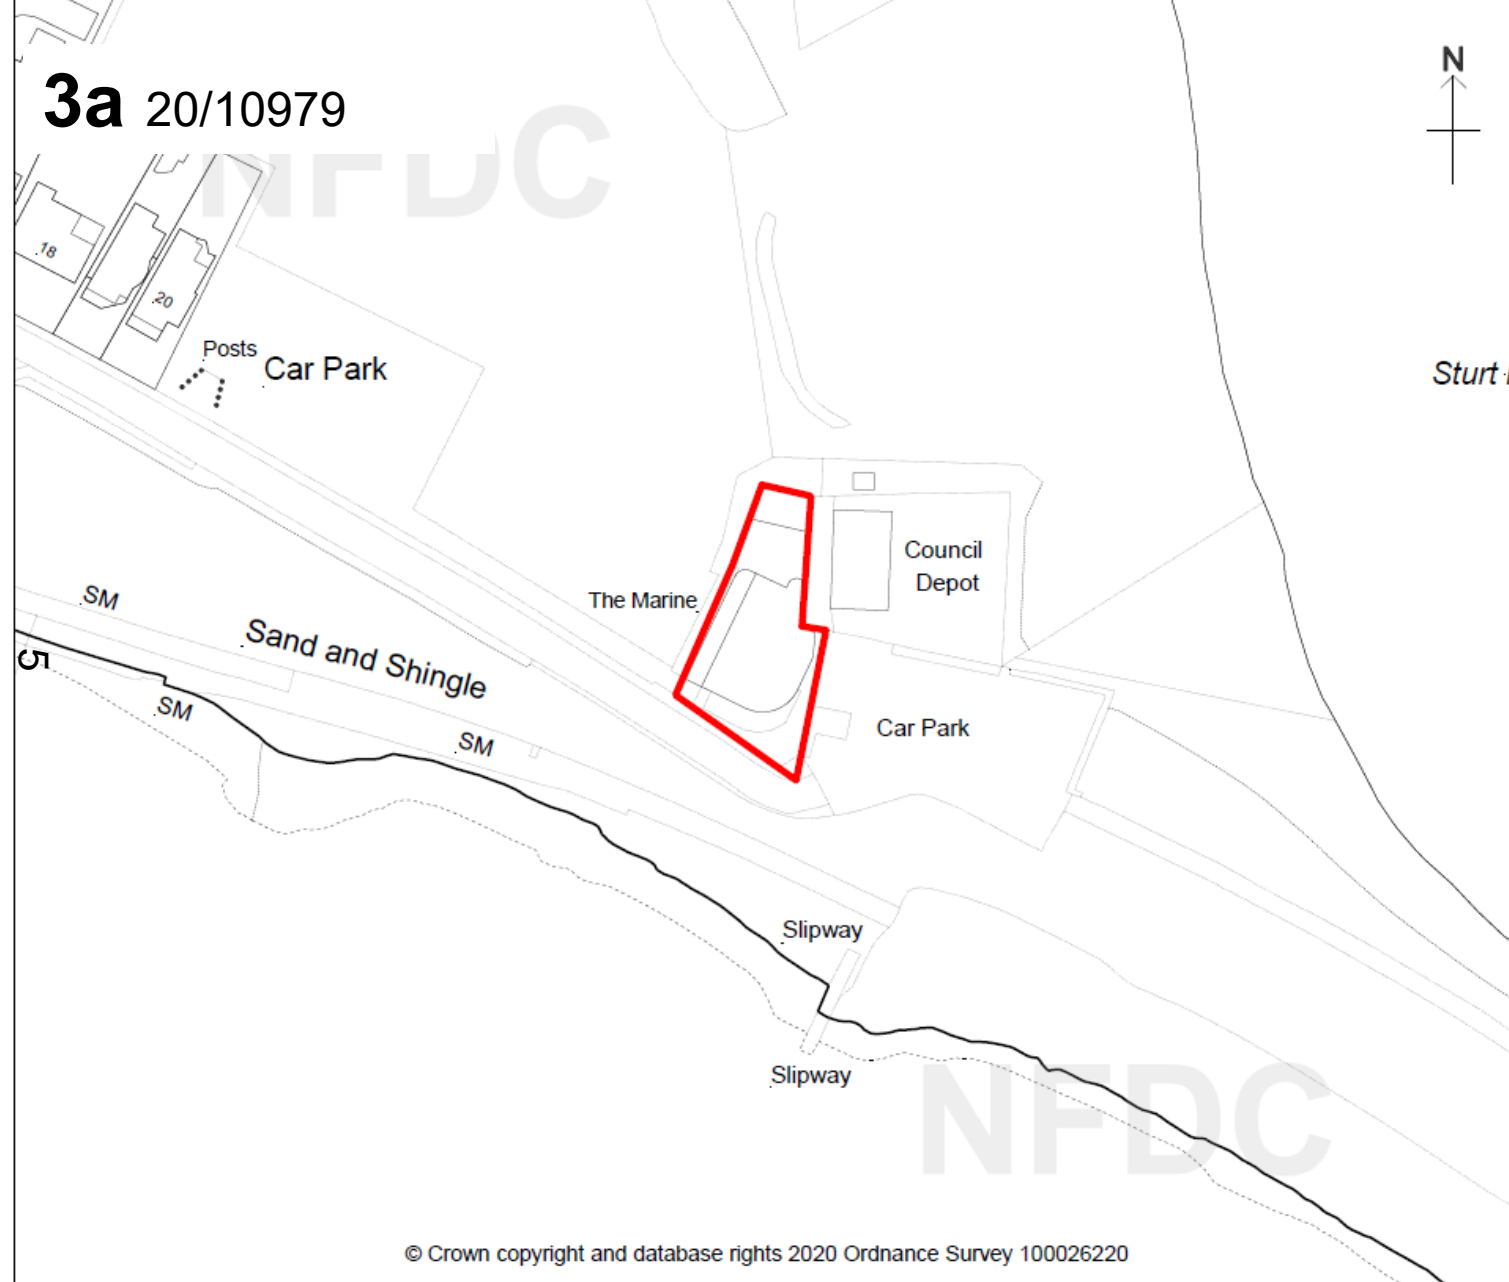 3a 20/10979
NFDC
N
.18
.20
Posts
Car Park
Sturt
Council
Depot
The Marine
SM
Sand and Shingle
5
SM
SM
Car Park
Slipway
Slipway
NFDC
© Crown copyright and database rights 2020 Ordnance Survey 100026220